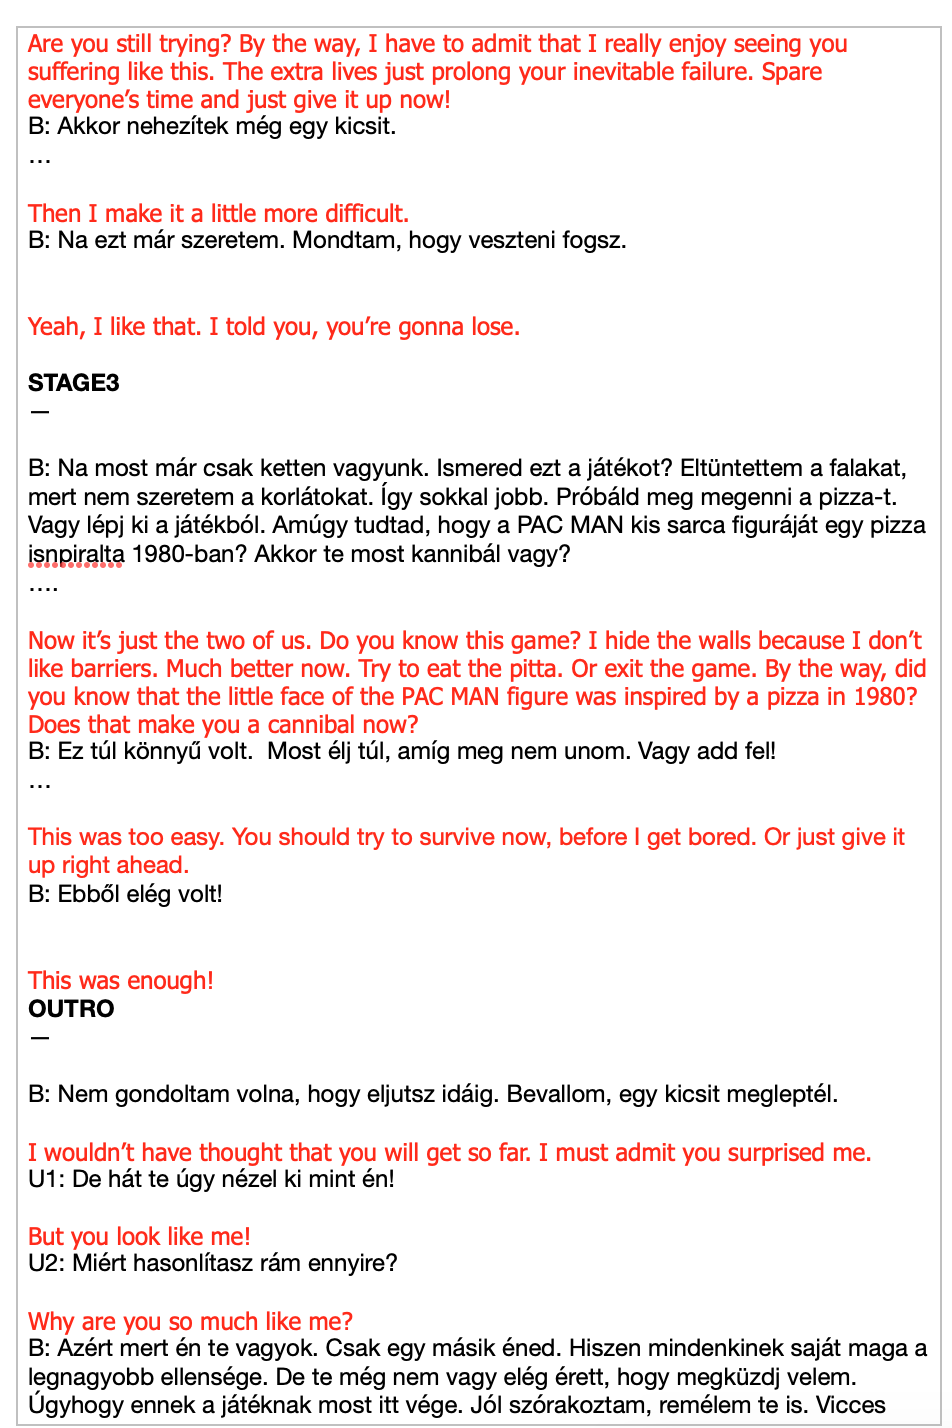 Are you still trying? By the way, I have to admit that I really enjoy seeing you
suffering like this. The extra lives just prolong your inevitable failure. Spare
everyone’s time and just give it up now!
B: Akkor nehezítek még egy kicsit.
…
Then I make it a little more difficult.
B: Na ezt már szeretem. Mondtam, hogy veszteni fogsz.
Yeah, I like that. I told you, you’re gonna lose.
STAGE3
—
B: Na most már csak ketten vagyunk. Ismered ezt a játékot? Eltüntettem a falakat,
mert nem szeretem a korlátokat. Így sokkal jobb. Próbáld meg megenni a pizza-t.
Vagy lépj ki a játékból. Amúgy tudtad, hogy a PAC MAN kis sarca figuráját egy pizza
isnpiralta 1980-ban? Akkor te most kannibál vagy?
….
Now it’s just the two of us. Do you know this game? I hide the walls because I don’t
like barriers. Much better now. Try to eat the pitta. Or exit the game. By the way, did
you know that the little face of the PAC MAN figure was inspired by a pizza in 1980?
Does that make you a cannibal now?
B: Ez túl könnyű volt.  Most élj túl, amíg meg nem unom. Vagy add fel!
…
This was too easy. You should try to survive now, before I get bored. Or just give it
up right ahead.
B: Ebből elég volt!
This was enough!
OUTRO
—
B: Nem gondoltam volna, hogy eljutsz idáig. Bevallom, egy kicsit megleptél.
I wouldn’t have thought that you will get so far. I must admit you surprised me.
U1: De hát te úgy nézel ki mint én!
But you look like me!
U2: Miért hasonlítasz rám ennyire?
Why are you so much like me?
B: Azért mert én te vagyok. Csak egy másik éned. Hiszen mindenkinek saját maga a
legnagyobb ellensége. De te még nem vagy elég érett, hogy megküzdj velem.
Úgyhogy ennek a játéknak most itt vége. Jól szórakoztam, remélem te is. Vicces